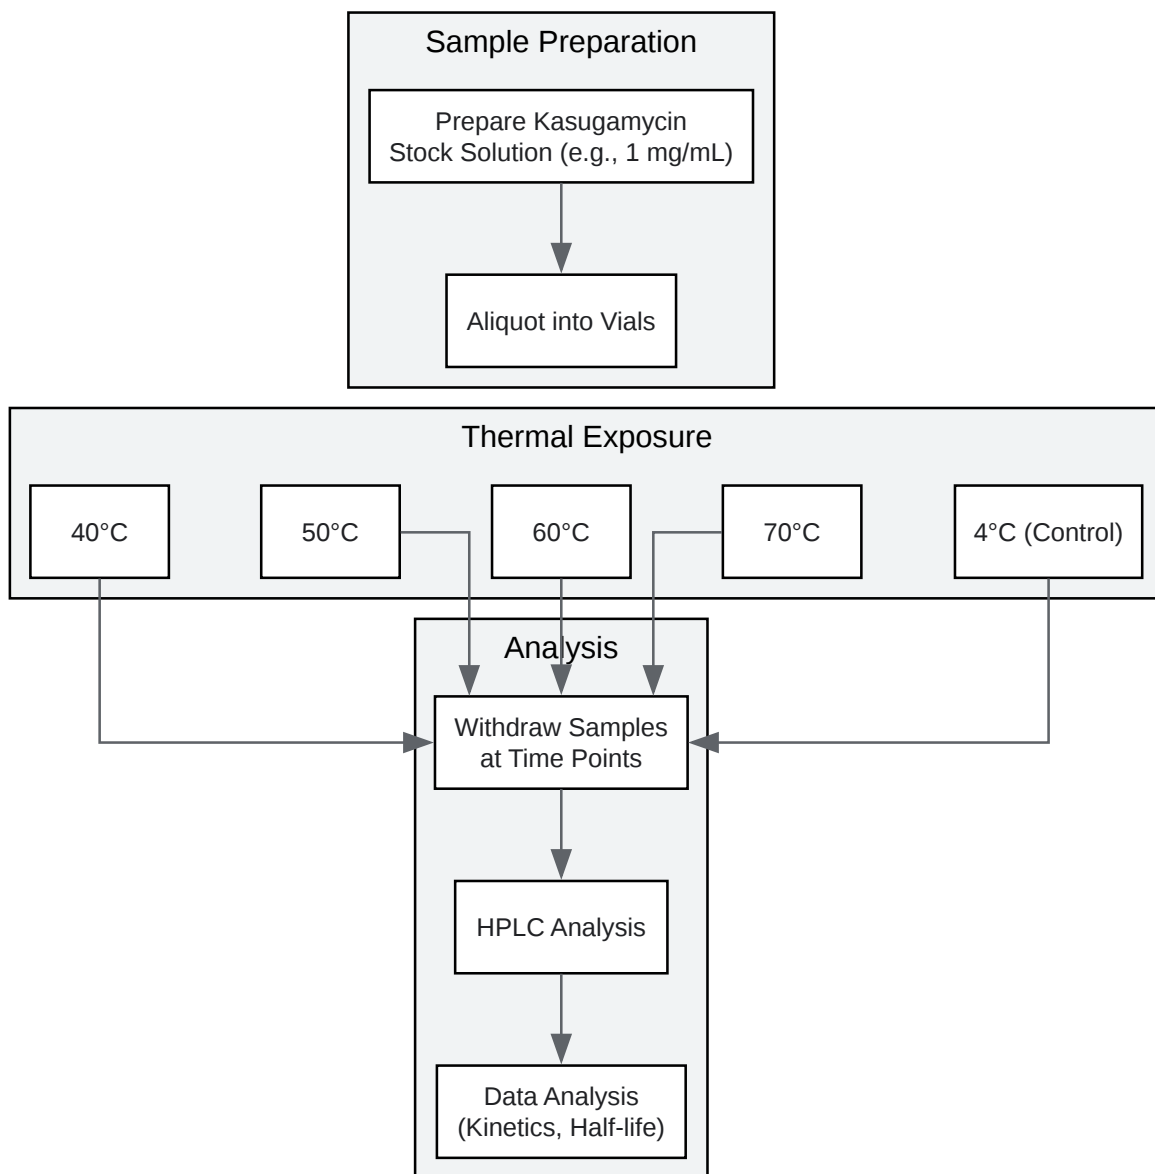 Sample Preparation
Prepare Kasugamycin
Stock Solution (e.g., 1 mg/mL)
Aliquot into Vials
Thermal Exposure
40°C
50°C
60°C
70°C
4°C (Control)
Analysis
Withdraw Samples
at Time Points
HPLC Analysis
Data Analysis
(Kinetics, Half-life)